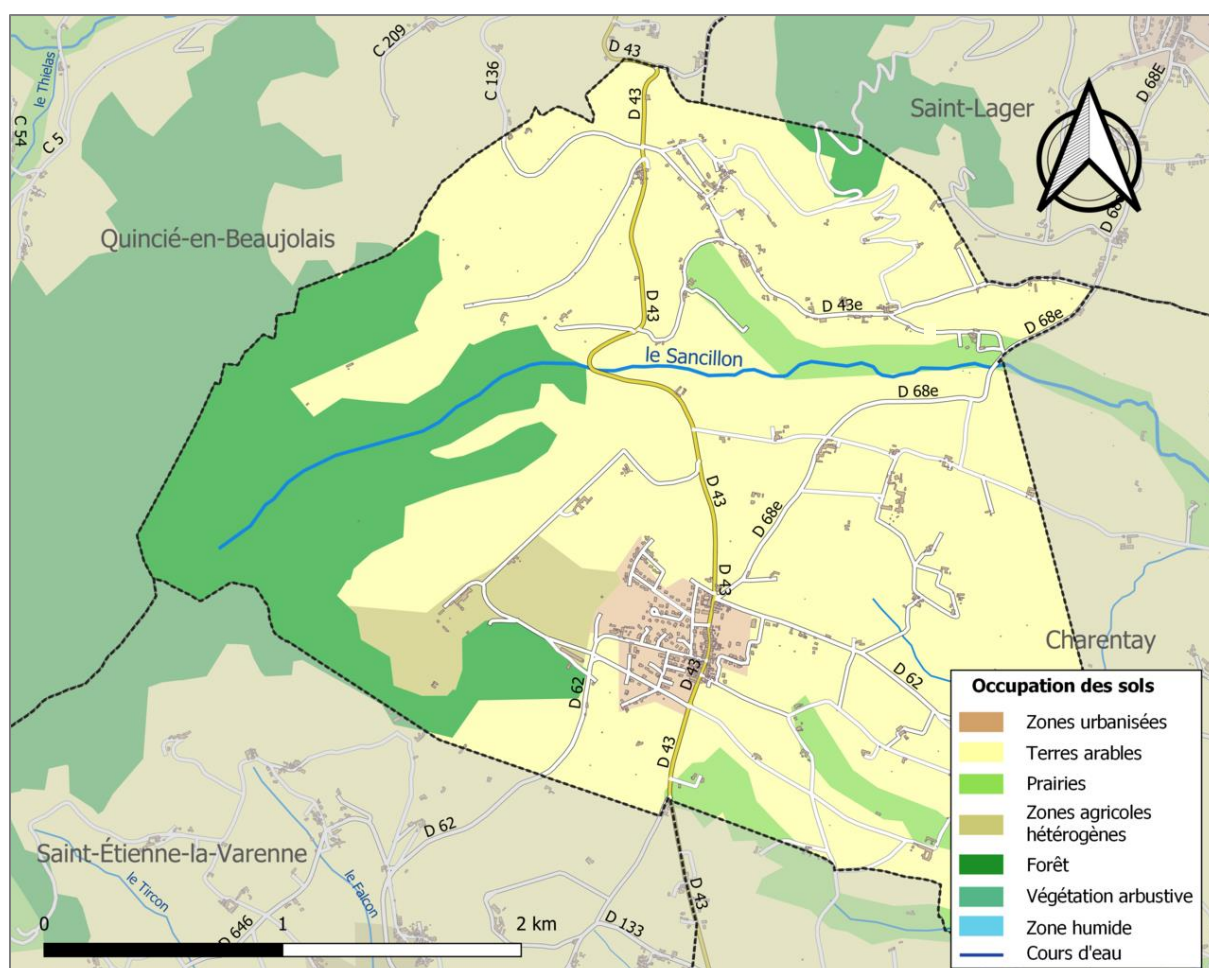 D 43
C 209
C 136
D 68E
le Thielas
C 54
C 5
D 43
Saint-Lager
Quincié-en-Beaujolais
D 43
D 43e
D 68e
le Sancillon
D 68e
D 43
D 68e
D 43
Charentay
D 43
D 62
D 62
D 43
D 62
Saint-Étienne-la-Varenne
le Tircon
le Falcon
D 646
D 133
D 43
0
1
2 km
Occupation des sols
Zones urbanisées
Terres arables
Prairies
Zones agricoles
hétérogènes
Forêt
Végétation arbustive
Zone humide
Cours d'eau